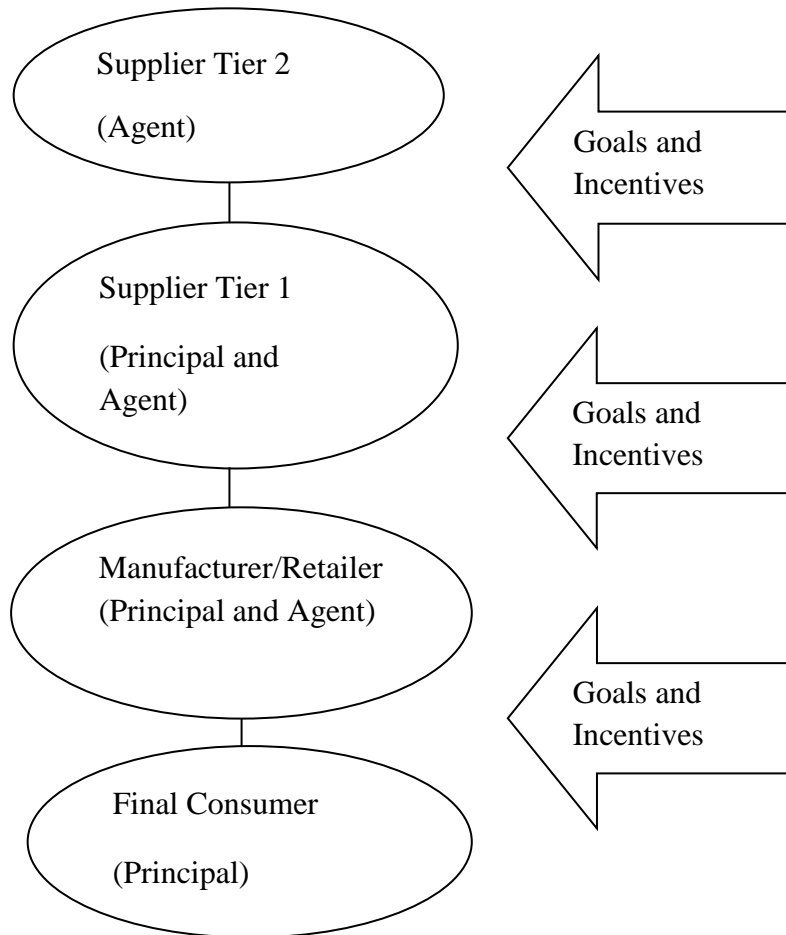 Supplier Tier 2
(Agent)
Goals and
Incentives
Supplier Tier 1
(Principal and
Agent)
Goals and
Incentives
Manufacturer/Retailer
(Principal and Agent)
Goals and
Incentives
Final Consumer
(Principal)